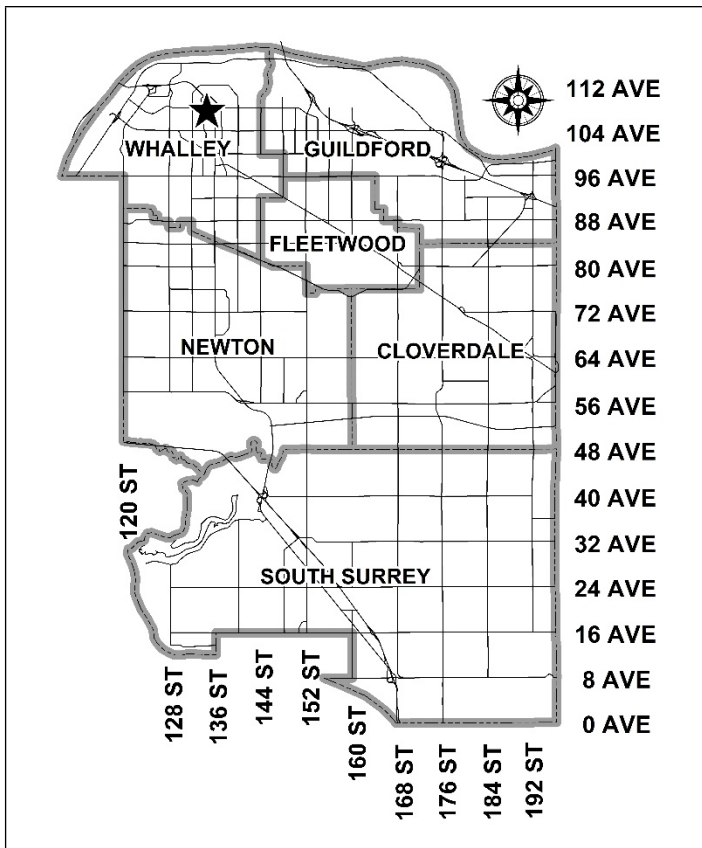 112 AVE
104 AVE
WHALLEY
GUILDFORD
96 AVE
88 AVE
FLEETWOOD
80 AVE
72 AVE
NEWTON
CLOVERDALE
64 AVE
56 AVE
48 AVE
120 ST
40 AVE
32 AVE
SOUTH SURREY
24 AVE
16 AVE
8 AVE
0 AVE
128 ST
136 ST
144 ST
152 ST
160 ST
168 ST
176 ST
184 ST
192 ST